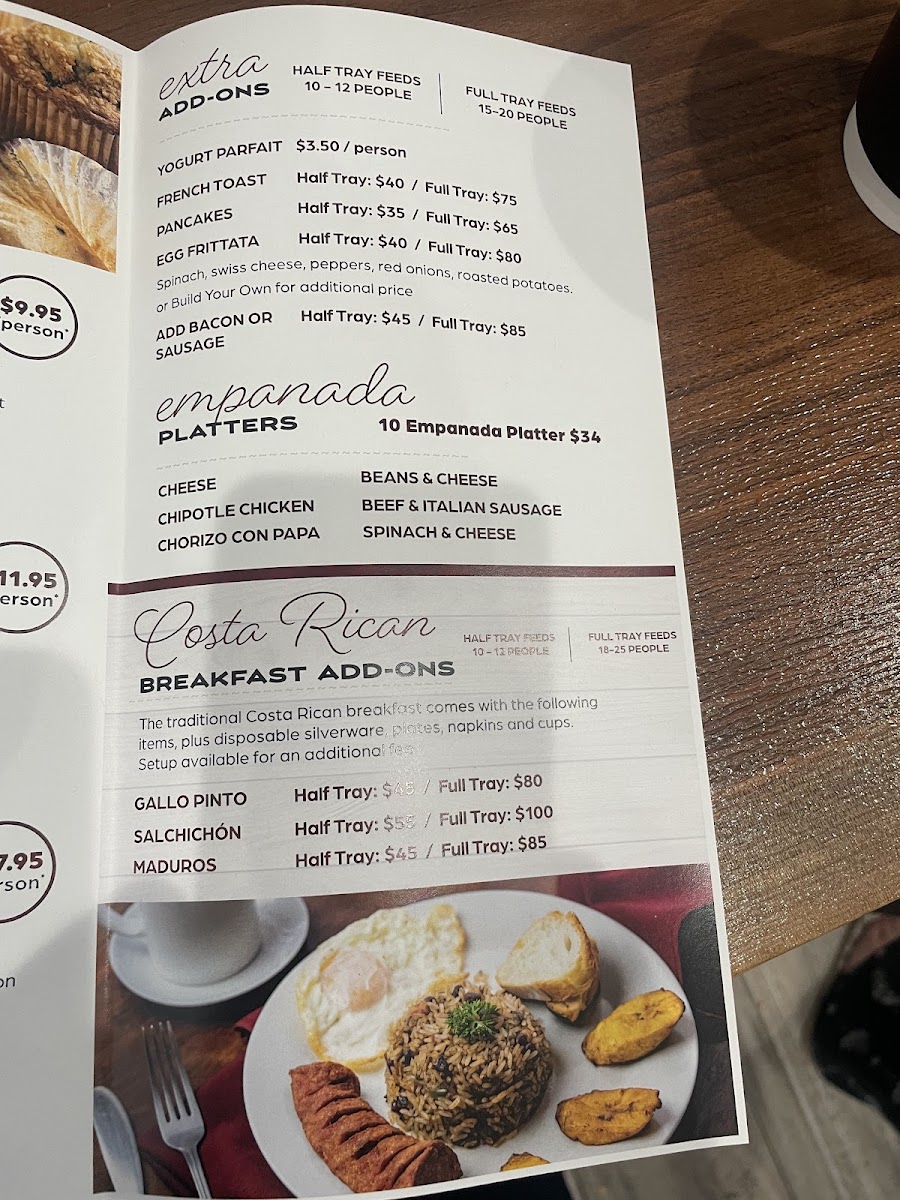 extra
ADD-ONS
HALF TRAY FEEDS
10 - 12 PEOPLE
FULL TRAY FEEDS
15-20 PEOPLE
YOGURT PARFAIT $3.50 / person
FRENCH TOAST Half Tray: $40 / Full Tray: $75
PANCAKES Half Tray: $35 / Full Tray: $65
EGG FRITTATA Half Tray: $40 / Full Tray: $80
Spinach, swiss cheese, peppers, red onions, roasted potatoes.
or Build Your Own for additional price
ADD BACON OR Half Tray: $45 / Full Tray: $85
SAUSAGE
empanada
PLATTERS 10 Empanada Platter $34
CHEESE BEANS & CHEESE
CHIPOTLE CHICKEN BEEF & ITALIAN SAUSAGE
CHORIZO CON PAPA SPINACH & CHEESE
Costa Rican
BREAKFAST ADD-ONS
HALF TRAY FEEDS
10 - 12 PEOPLE
FULL TRAY FEEDS
18-25 PEOPLE
The traditional Costa Rican breakfast comes with the following
items, plus disposable silverware, plates, napkins and cups.
Setup available for an additional fee.
GALLO PINTO Half Tray: $45 / Full Tray: $80
SALCHICHÓN Half Tray: $55 / Full Tray: $100
MADUROS Half Tray: $45 / Full Tray: $85
$9.95
person*
11.95
erson*
7.95
rson*